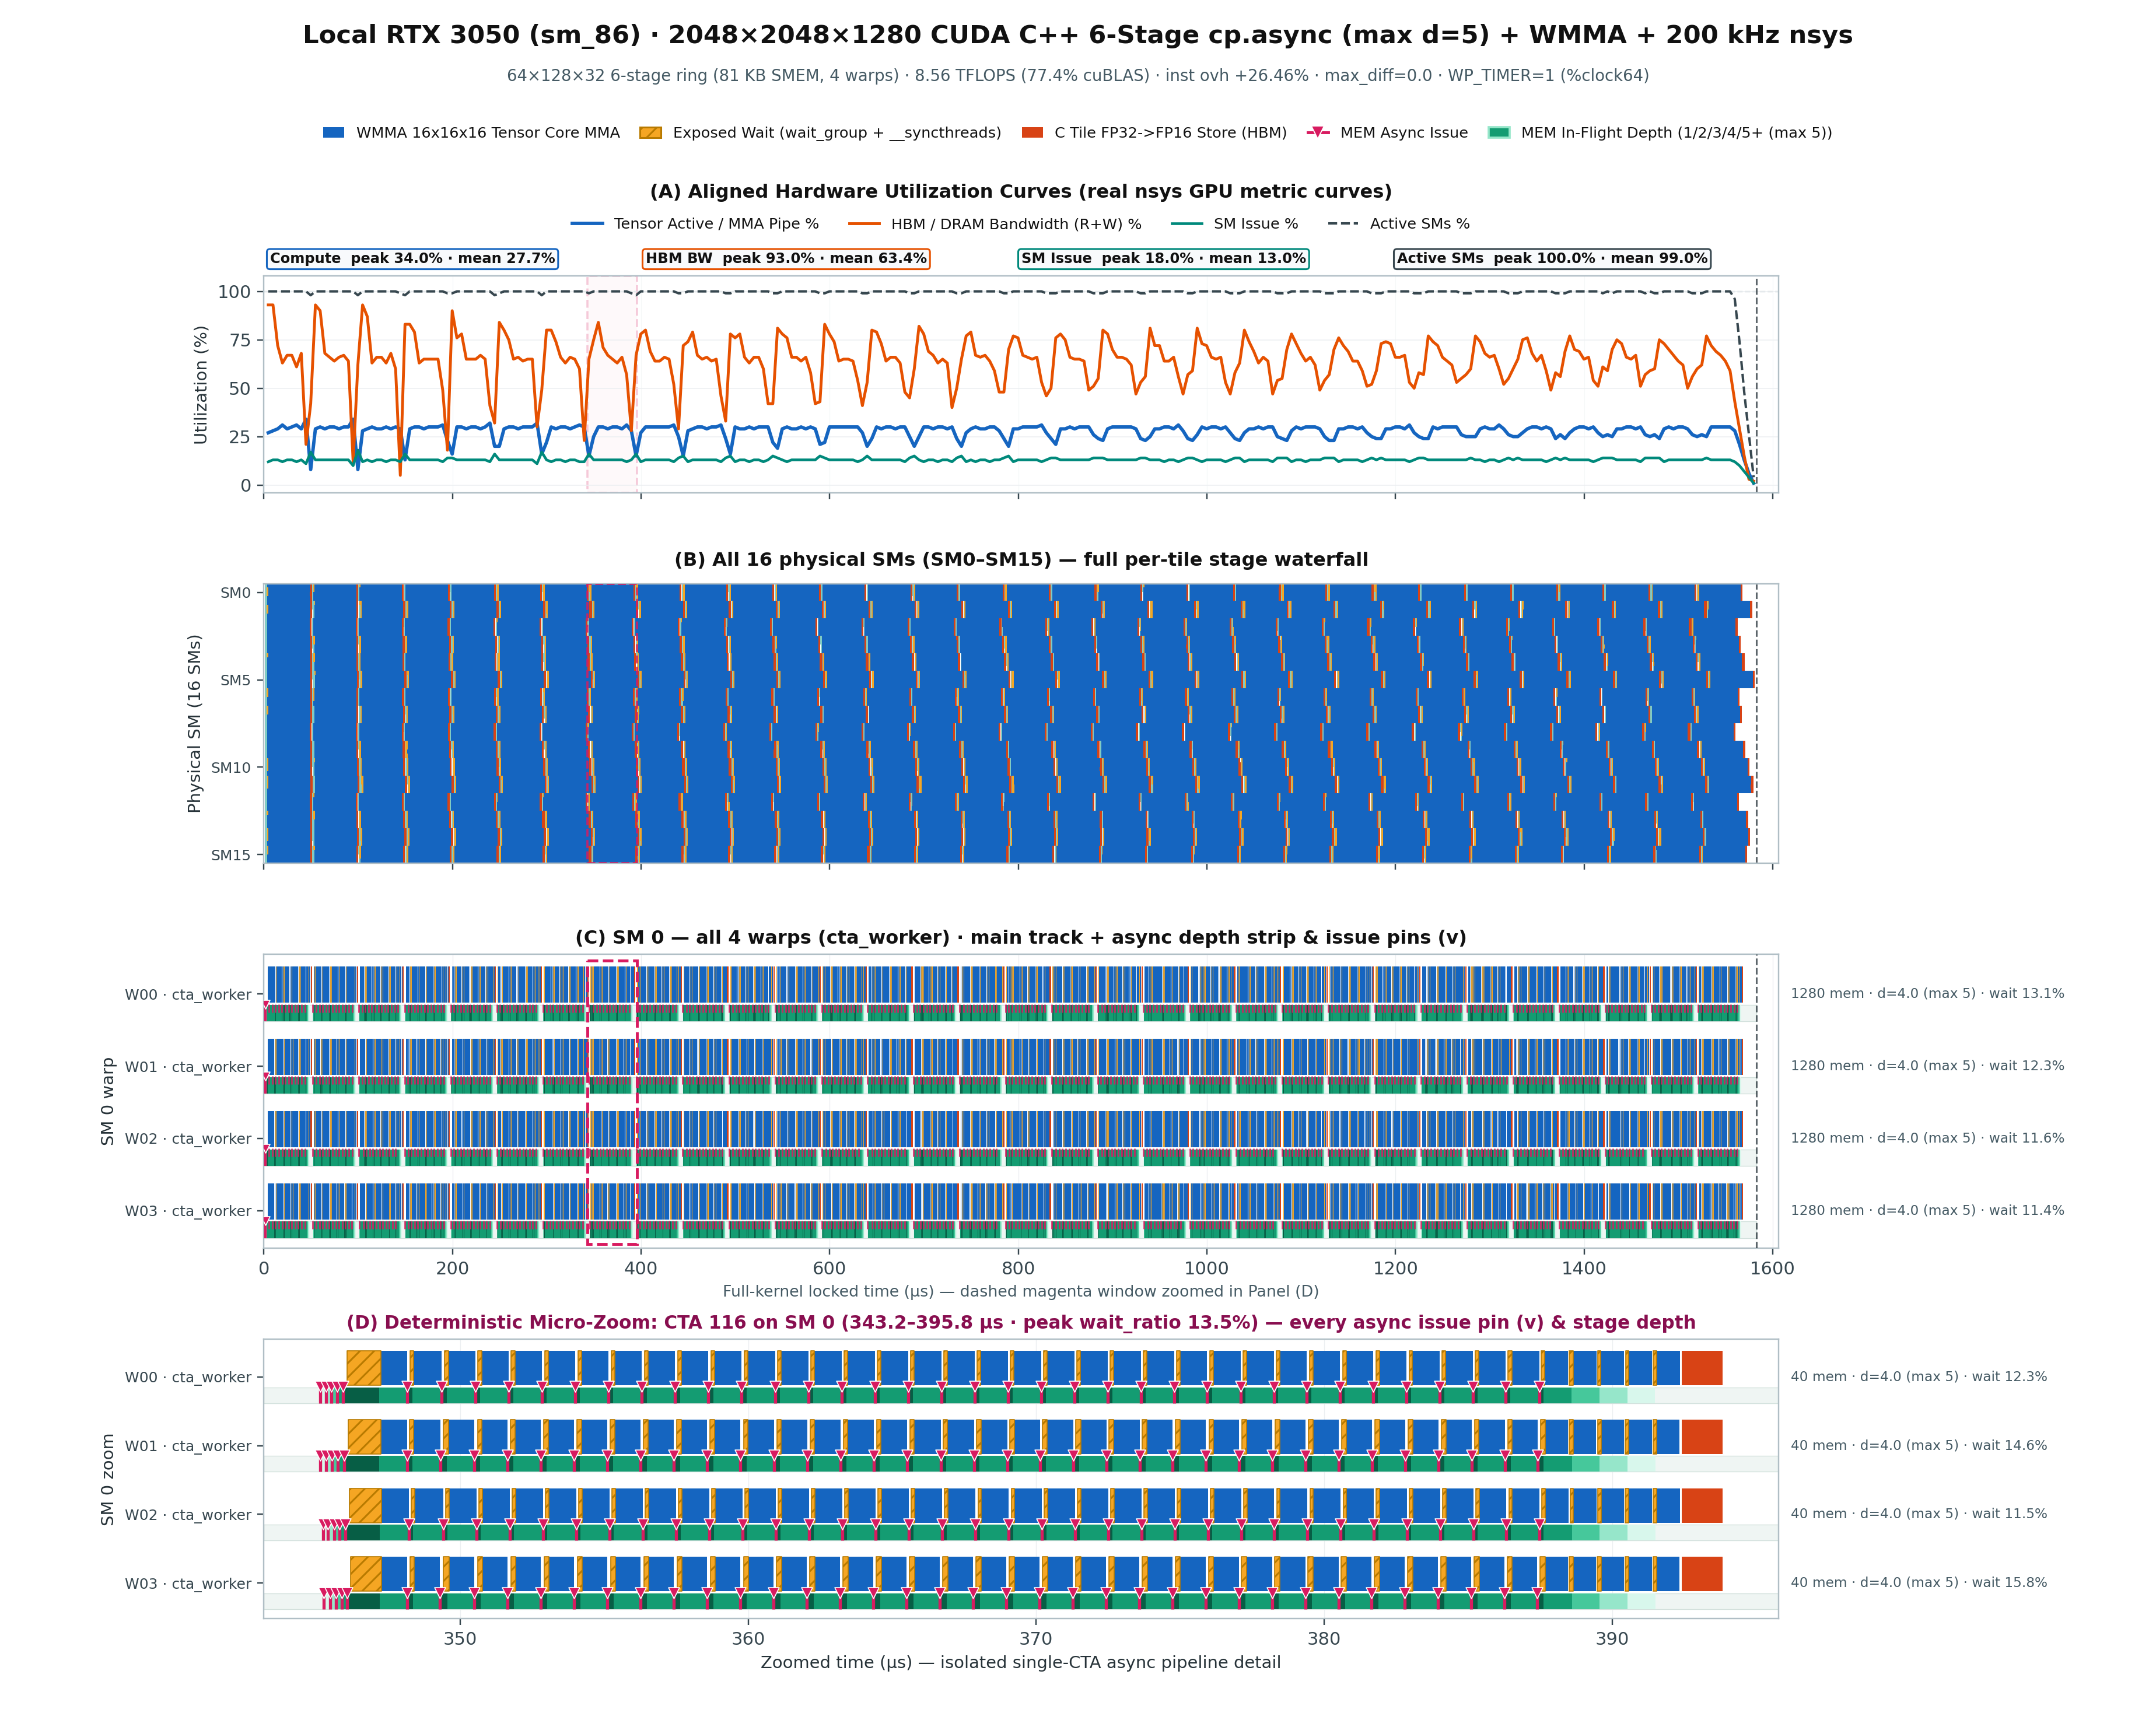 Local RTX 3050 (sm_86) · 2048×2048×1280 CUDA C++ 6-Stage cp.async (max d=5) + WMMA + 200 kHz nsys
64×128×32 6-stage ring (81 KB SMEM, 4 warps) · 8.56 TFLOPS (77.4% cuBLAS) · inst ovh +26.46% · max_diff=0.0 · WP_TIMER=1 (%clock64)
WMMA 16x16x16 Tensor Core MMA Exposed Wait (wait_group + __syncthreads) C Tile FP32->FP16 Store (HBM) MEM Async Issue MEM In-Flight Depth (1/2/3/4/5+ (max 5))
(A) Aligned Hardware Utilization Curves (real nsys GPU metric curves)
Tensor Active / MMA Pipe % HBM / DRAM Bandwidth (R+W) % SM Issue % Active SMs %
Compute peak 34.0% · mean 27.7% HBM BW peak 93.0% · mean 63.4% SM Issue peak 18.0% · mean 13.0% Active SMs peak 100.0% · mean 99.0%
Utilization (%)
100
75
50
25
0
(B) All 16 physical SMs (SM0–SM15) — full per-tile stage waterfall
Physical SM (16 SMs)
SM0
SM5
SM10
SM15
(C) SM 0 — all 4 warps (cta_worker) · main track + async depth strip & issue pins (v)
SM 0 warp
W00 · cta_worker 1280 mem · d=4.0 (max 5) · wait 13.1%
W01 · cta_worker 1280 mem · d=4.0 (max 5) · wait 12.3%
W02 · cta_worker 1280 mem · d=4.0 (max 5) · wait 11.6%
W03 · cta_worker 1280 mem · d=4.0 (max 5) · wait 11.4%
0 200 400 600 800 1000 1200 1400 1600
Full-kernel locked time (µs) — dashed magenta window zoomed in Panel (D)
(D) Deterministic Micro-Zoom: CTA 116 on SM 0 (343.2–395.8 µs · peak wait_ratio 13.5%) — every async issue pin (v) & stage depth
SM 0 zoom
W00 · cta_worker 40 mem · d=4.0 (max 5) · wait 12.3%
W01 · cta_worker 40 mem · d=4.0 (max 5) · wait 14.6%
W02 · cta_worker 40 mem · d=4.0 (max 5) · wait 11.5%
W03 · cta_worker 40 mem · d=4.0 (max 5) · wait 15.8%
350 360 370 380 390
Zoomed time (µs) — isolated single-CTA async pipeline detail